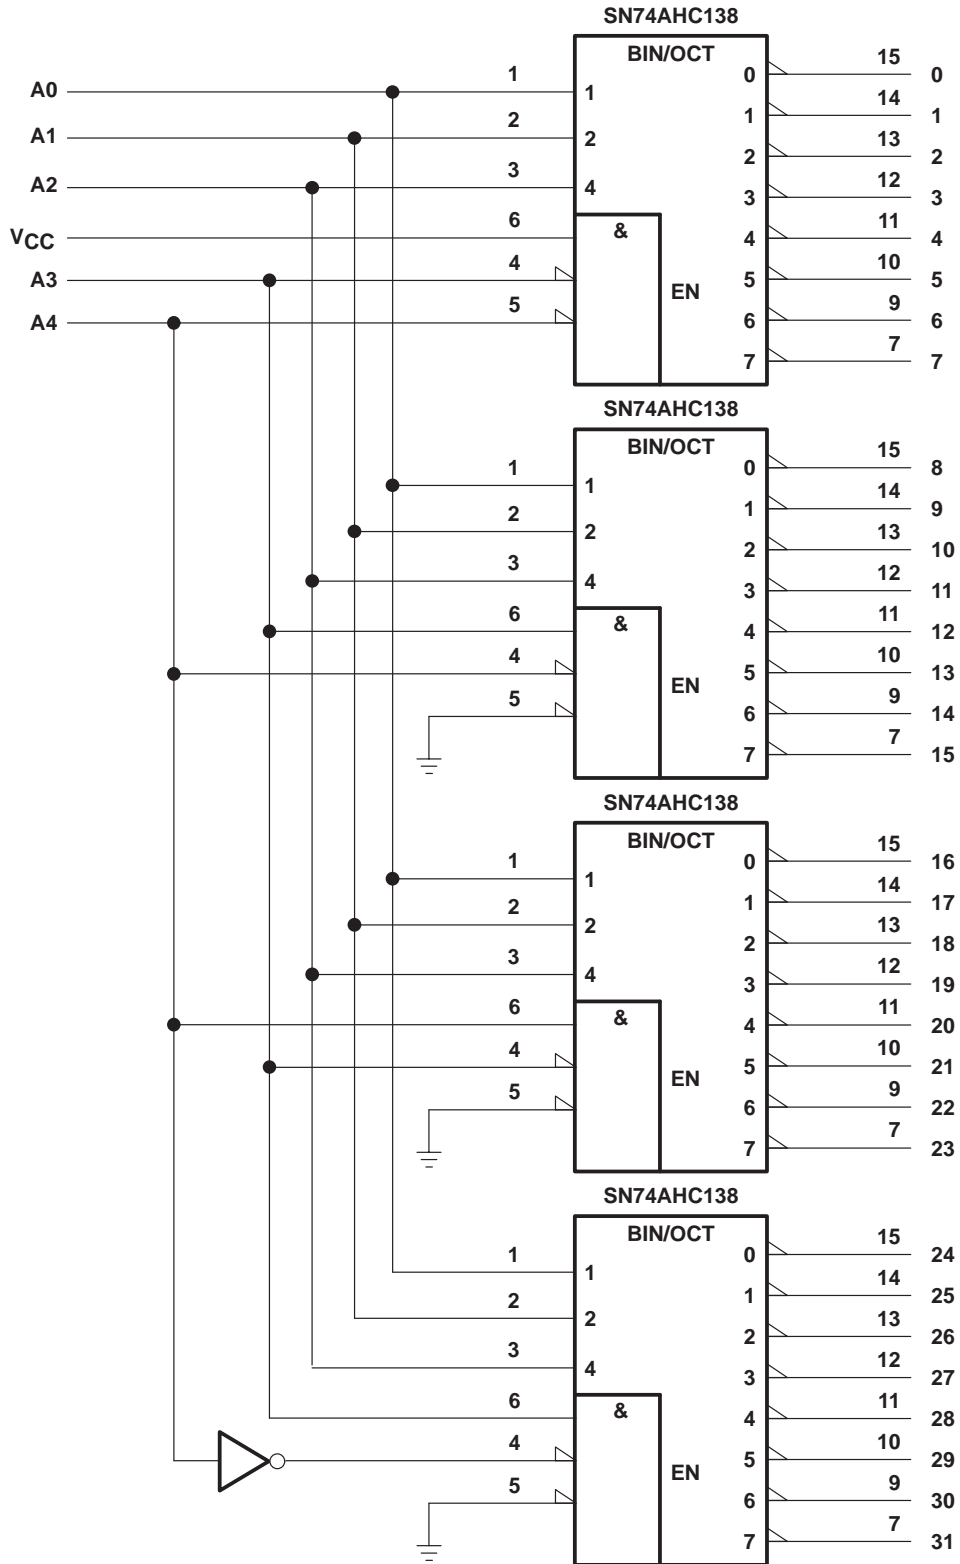 SN74AHC138
BIN/OCT
A0 1 1 0 15 0
A1 2 2 1 14 1
A2 3 4 2 13 2
3 12 3
VCC 6 & 4 11 4
A3 4 EN 5 10 5
A4 5 6 9 6
7 7 7
SN74AHC138
BIN/OCT
1 1 0 15 8
2 2 1 14 9
3 4 2 13 10
3 12 11
6 & 4 11 12
4 EN 5 10 13
5 6 9 14
7 7 15
SN74AHC138
BIN/OCT
1 1 0 15 16
2 2 1 14 17
3 4 2 13 18
3 12 19
6 & 4 11 20
4 EN 5 10 21
5 6 9 22
7 7 23
SN74AHC138
BIN/OCT
1 1 0 15 24
2 2 1 14 25
3 4 2 13 26
3 12 27
6 & 4 11 28
4 EN 5 10 29
5 6 9 30
7 7 31